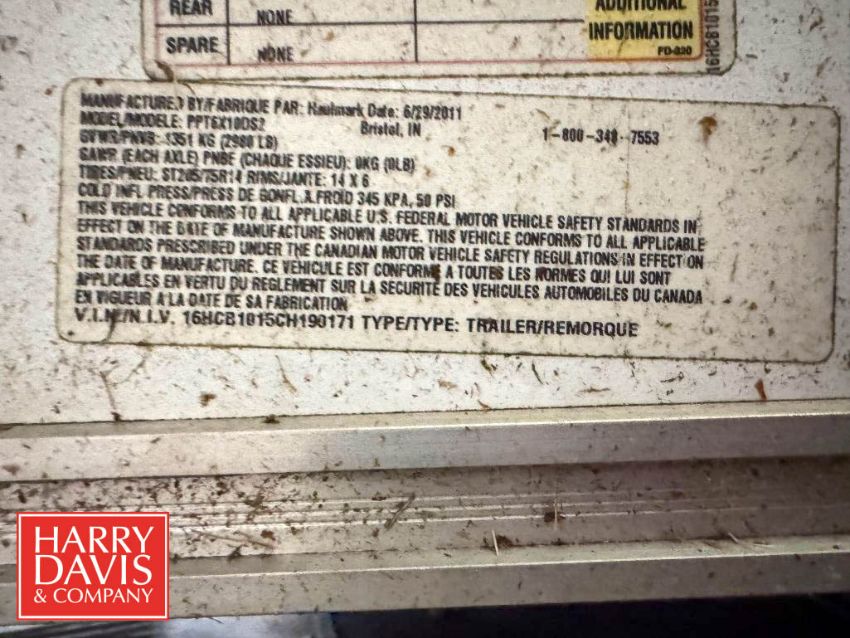 REAR NONE
SPARE NONE
ADDITIONAL
INFORMATION
FD-820
16HCB1015
MANUFACTURED BY/FABRIQUE PAR: Haulmark Date: 6/29/2011
MODEL/MODELE: PPT6X10DS2 Bristol, IN 1-800-348-7553
GVWR/PNVB: 1351 KG (2980 LB)
GAWR (EACH AXLE) PNBE (CHAQUE ESSIEU): 0KG (0LB)
TIRES/PNEU: ST205/75R14 RIMS/JANTE: 14 X 6
COLD INFL. PRESS/PRESS DE GONFL. A FROID 345 KPA, 50 PSI
THIS VEHICLE CONFORMS TO ALL APPLICABLE U.S. FEDERAL MOTOR VEHICLE SAFETY STANDARDS IN
EFFECT ON THE DATE OF MANUFACTURE SHOWN ABOVE. THIS VEHICLE CONFORMS TO ALL APPLICABLE
STANDARDS PRESCRIBED UNDER THE CANADIAN MOTOR VEHICLE SAFETY REGULATIONS IN EFFECT ON
THE DATE OF MANUFACTURE. CE VEHICULE EST CONFORME A TOUTES LES NORMES QUI LUI SONT
APPLICABLES EN VERTU DU REGLEMENT SUR LA SECURITE DES VEHICULES AUTOMOBILES DU CANADA
EN VIGUEUR A LA DATE DE SA FABRICATION
V.I.N./N.I.V. 16HCB1015CH190171 TYPE/TYPE: TRAILER/REMORQUE
HARRY
DAVIS
& COMPANY